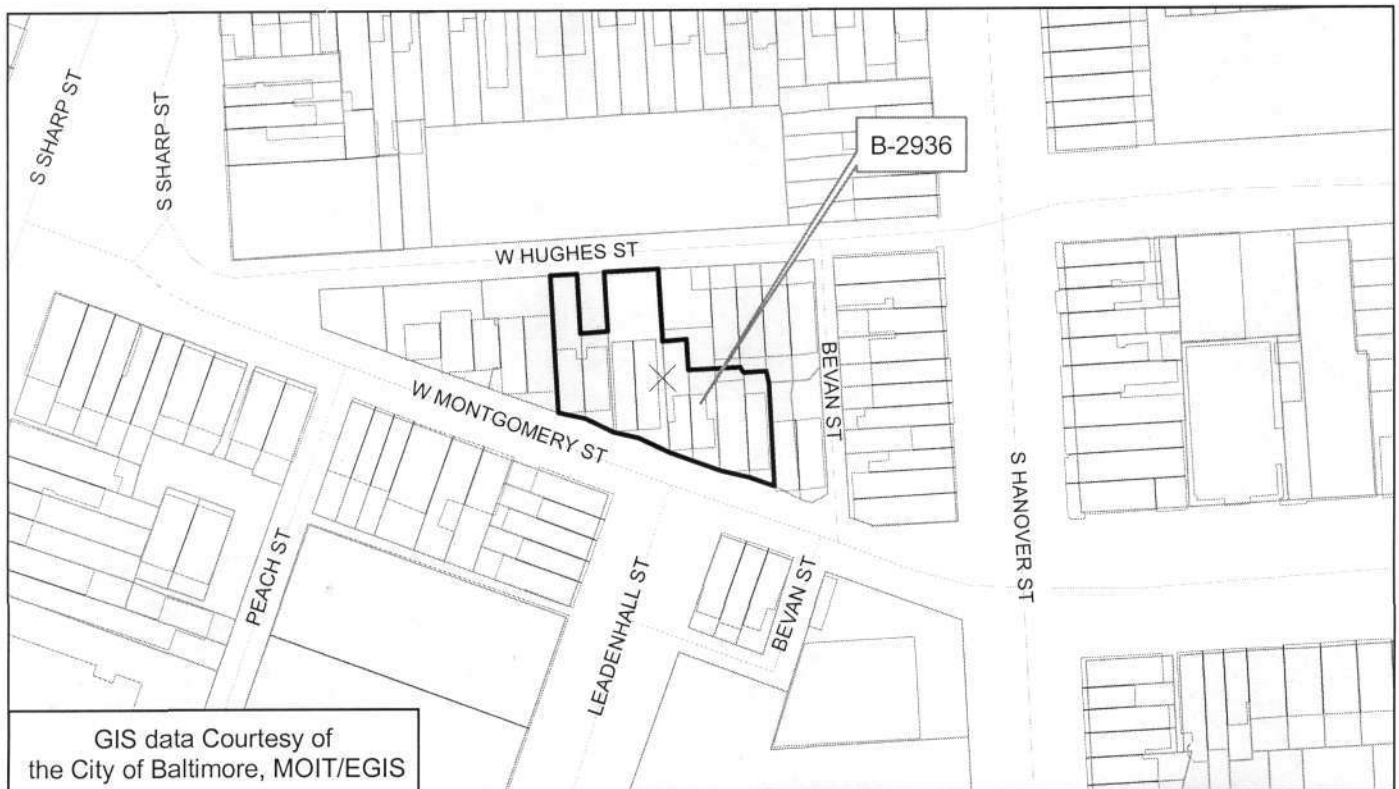 S SHARP ST
S SHARP ST
B-2936
W HUGHES ST
BEVAN ST
W MONTGOMERY ST
S HANOVER ST
PEACH ST
LEADENHALL ST
BEVAN ST
GIS data Courtesy of
the City of Baltimore, MOIT/EGIS